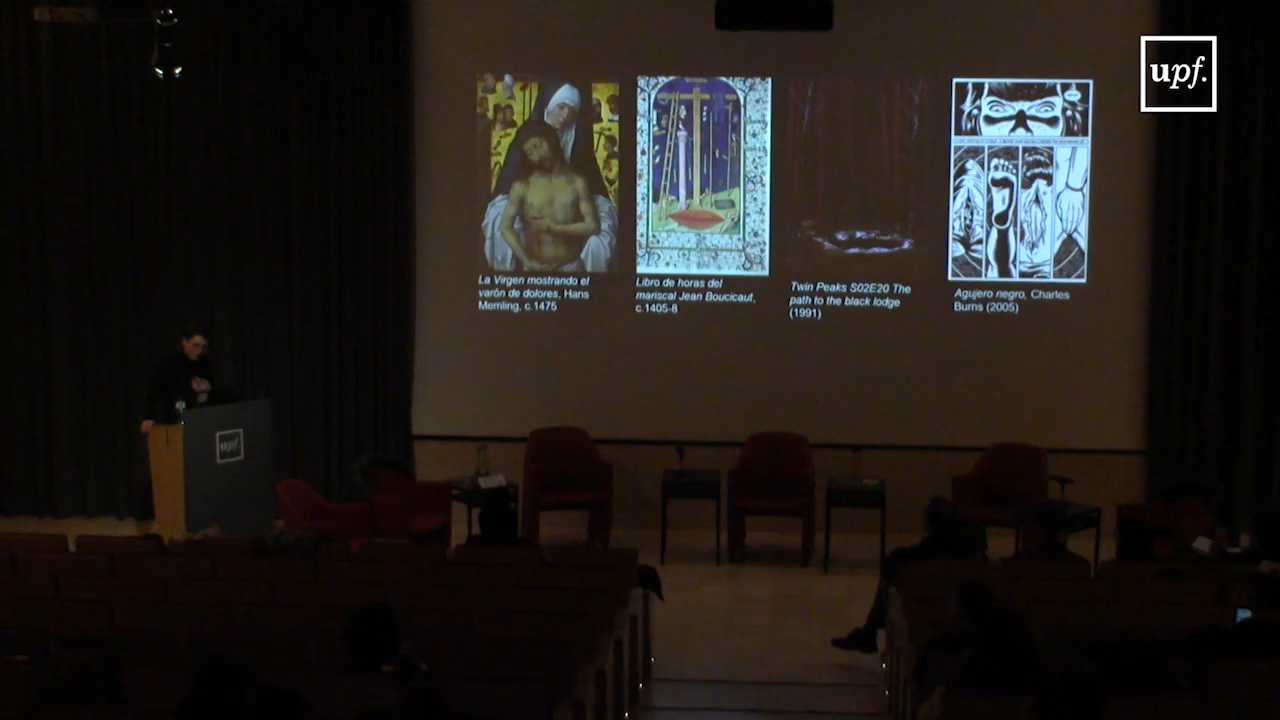 upf.
La Virgen mostrando el
varón de dolores, Hans
Memling, c.1475
Libro de horas del
mariscal Jean Boucicaut,
c.1405-8
Twin Peaks S02E20 The
path to the black lodge
(1991)
Agujero negro, Charles
Burns (2005)
upf